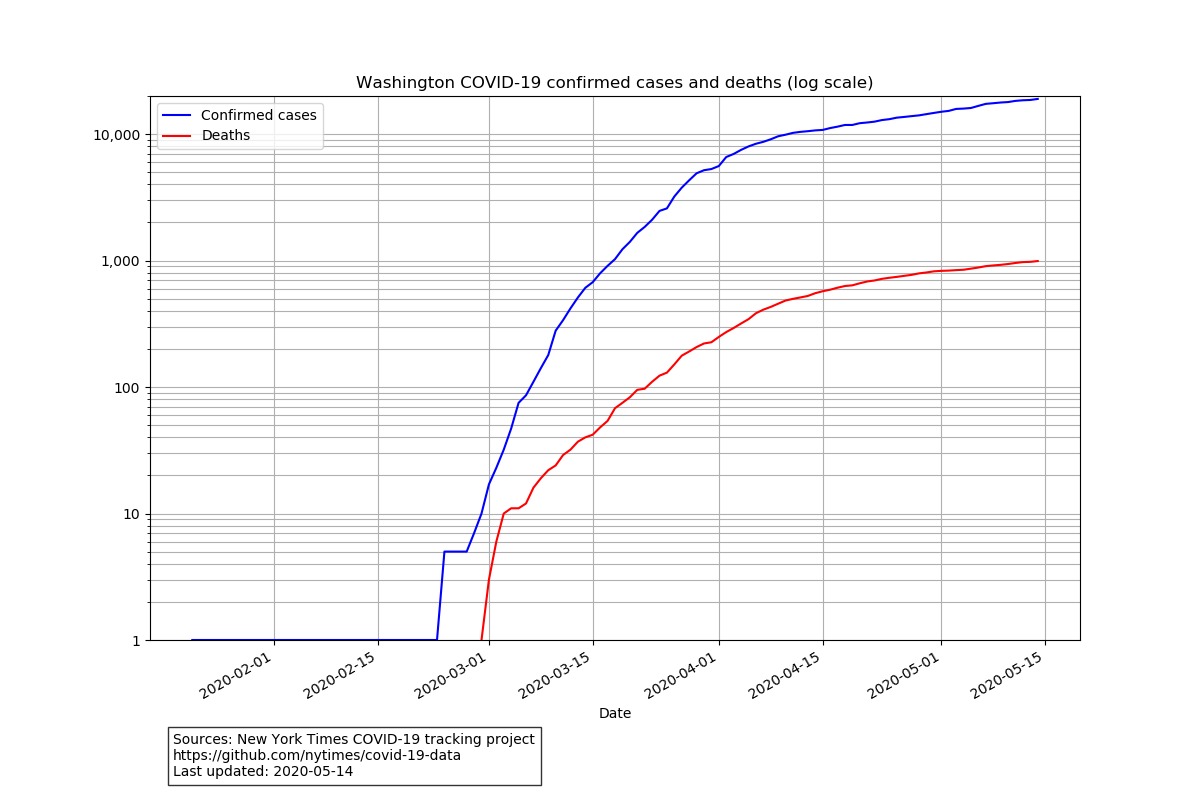 Washington COVID-19 confirmed cases and deaths (log scale)
Confirmed cases
Deaths
10,000
1,000
100
10
1
2020-02-01
2020-02-15
2020-03-01
2020-03-15
2020-04-01
2020-04-15
2020-05-01
2020-05-15
Date
Sources: New York Times COVID-19 tracking project
https://github.com/nytimes/covid-19-data
Last updated: 2020-05-14